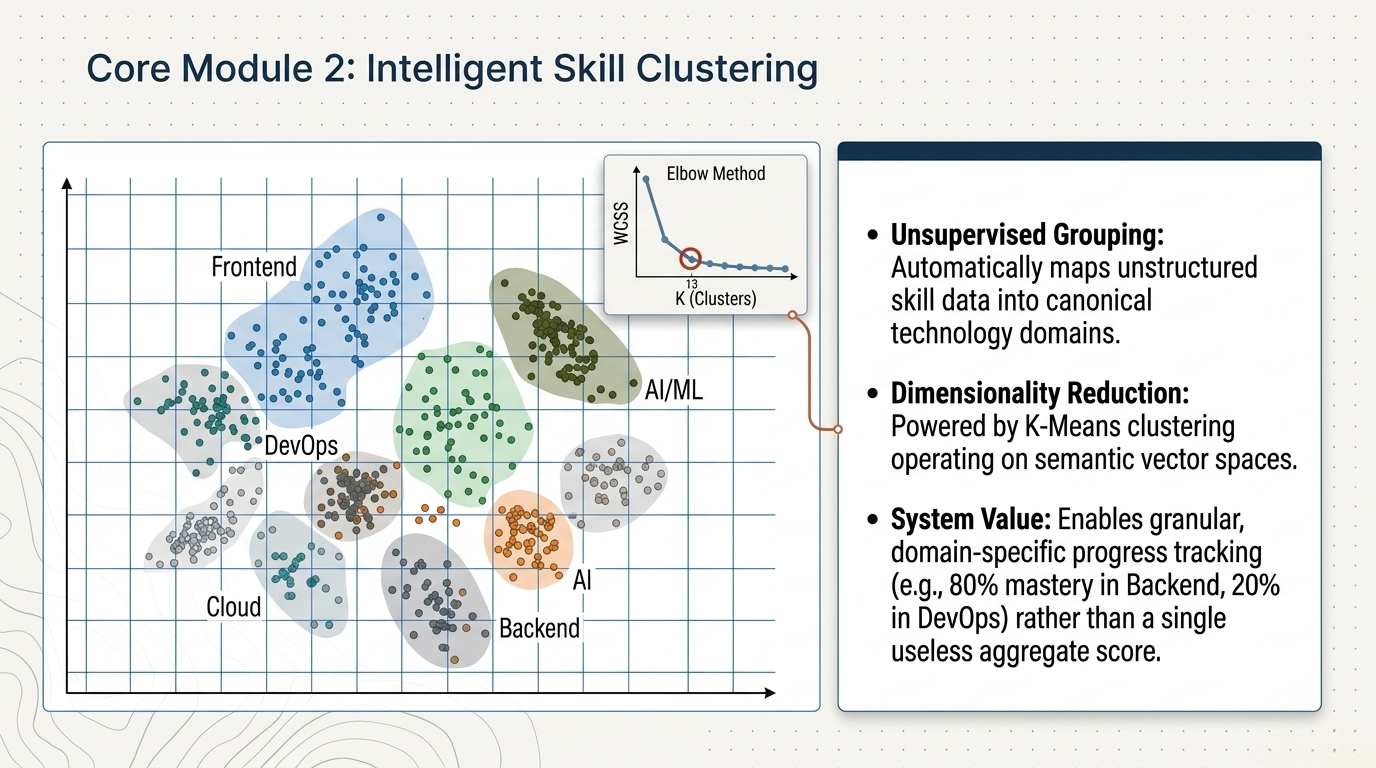 Core Module 2: Intelligent Skill Clustering
Elbow Method
WCSS
13
K (Clusters)
Frontend
AI/ML
DevOps
AI
Cloud
Backend
• Unsupervised Grouping:
Automatically maps unstructured
skill data into canonical
technology domains.
• Dimensionality Reduction:
Powered by K-Means clustering
operating on semantic vector spaces.
• System Value: Enables granular,
domain-specific progress tracking
(e.g., 80% mastery in Backend, 20%
in DevOps) rather than a single
useless aggregate score.